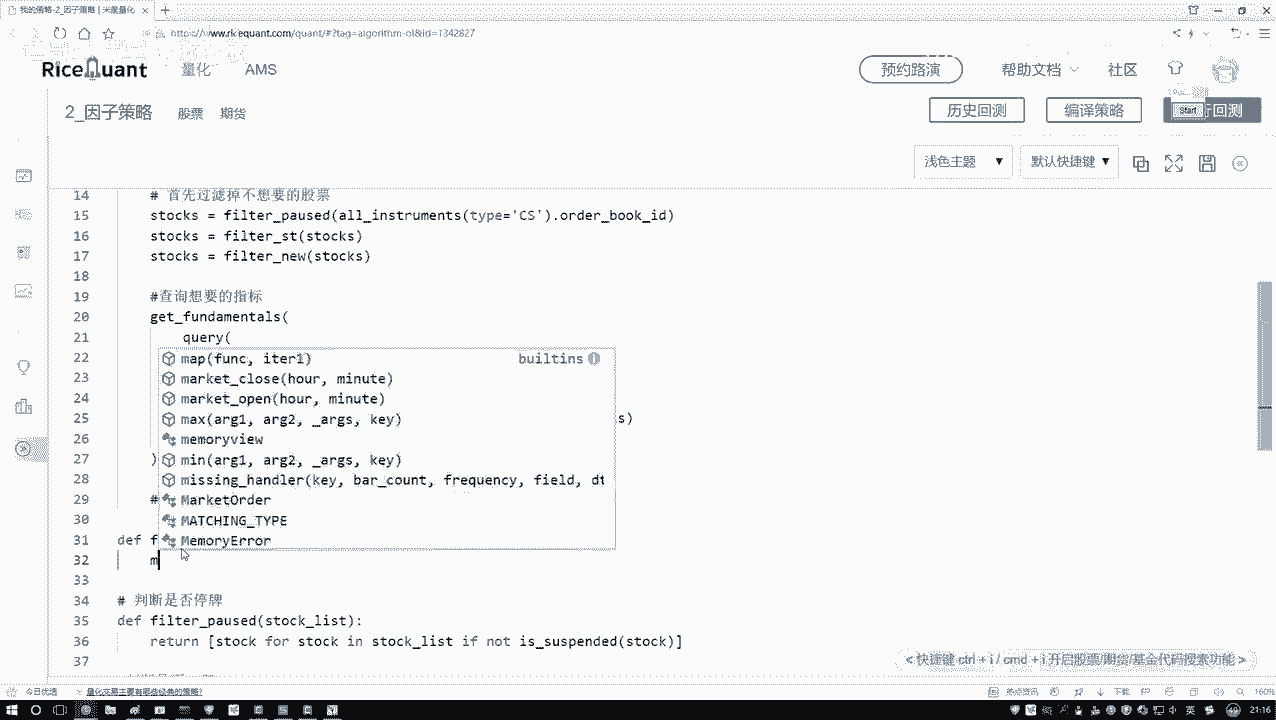 我的策略-2_因子策略 | 米筐量化
https://www.ricequant.com/quant/#?tag=algorithm-ol&id=1342827
RiceQuant 量化 AMS 预约路演 帮助文档 社区
2_因子策略 股票 期货 历史回测 编译策略 回测
Start
浅色主题 默认快捷键
14 # 首先过滤掉不想要的股票
15 stocks = filter_paused(all_instruments(type='CS').order_book_id)
16 stocks = filter_st(stocks)
17 stocks = filter_new(stocks)
18
19 #查询想要的指标
20 get_fundamentals(
21 query(
22 map(func, iter1) builtins
23 market_close(hour, minute)
24 market_open(hour, minute)
25 max(arg1, arg2, _args, key) s)
26 memoryview
27 ) min(arg1, arg2, _args, key)
28 missing_handler(key, bar_count, frequency, field, dt
29 # MarketOrder
30 MATCHING_TYPE
31 def f MemoryError
32 m
33
34 # 判断是否停牌
35 def filter_paused(stock_list):
36 return [stock for stock in stock_list if not is_suspended(stock)]
37
< 快捷键 ctrl + i / cmd + i 开启股票/期货/基金代码搜索功能 >
今日优选 量化交易主要有哪些经典的策略? 热点资讯 下载 160%
英 21:16